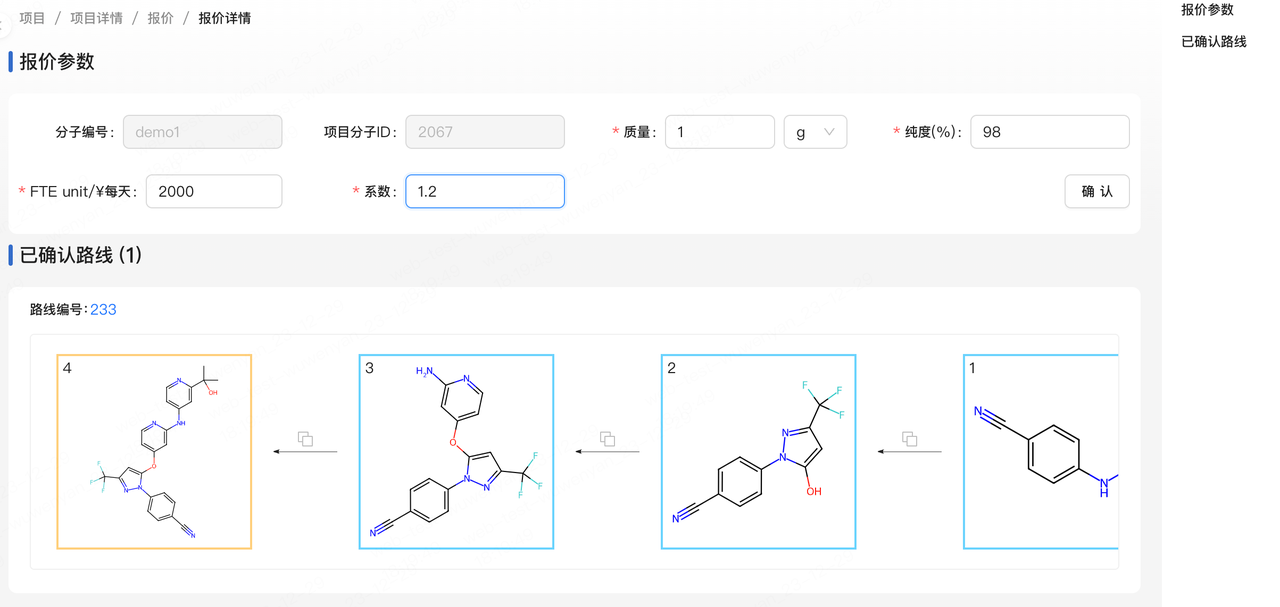 项目 / 项目详情 / 报价 / 报价详情
报价参数
已确认路线
报价参数
分子编号: demo1 项目分子ID: 2067 * 质量: 1 g * 纯度(%): 98
* FTE unit/¥每天: 2000 * 系数: 1.2 确 认
已确认路线 (1)
路线编号:233
4 3 2 1
N OH NH N O F F F N N N
H₂N N O N N F F F N
F F F N N OH N
N N H